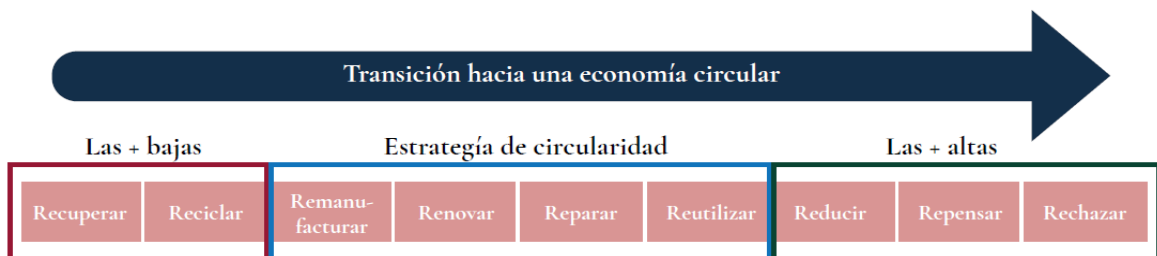 Transición hacia una economía circular
Las + bajas
Estrategía de circularidad
Las + altas
Recuperar
Reciclar
Remanu-
facturar
Renovar
Reparar
Reutilizar
Reducir
Repensar
Rechazar